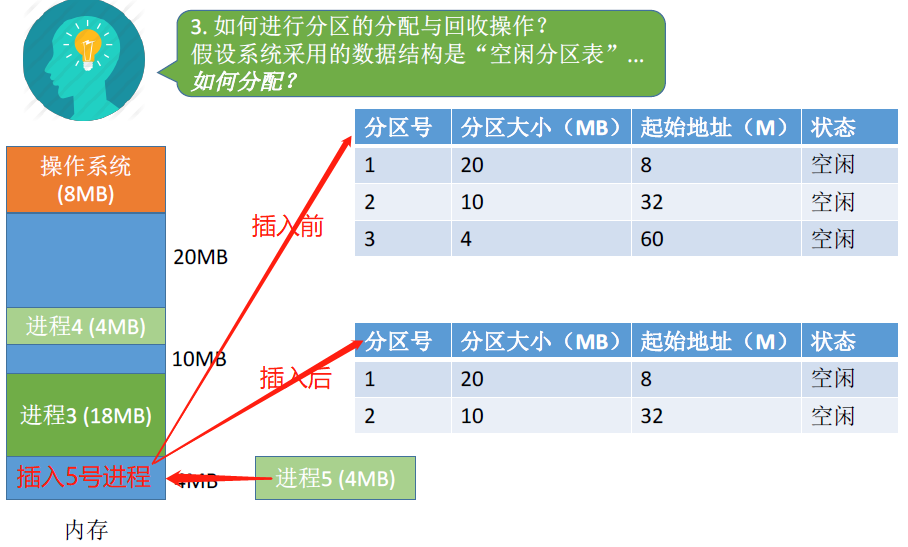 3. 如何进行分区的分配与回收操作？
假设系统采用的数据结构是“空闲分区表”...
如何分配？
分区号 分区大小（MB） 起始地址（M） 状态
1 20 8 空闲
2 10 32 空闲
3 4 60 空闲
操作系统
(8MB)
插入前
20MB
进程4 (4MB)
10MB
分区号 分区大小（MB） 起始地址（M） 状态
1 20 8 空闲
2 10 32 空闲
插入后
进程3 (18MB)
插入5号进程
4MB
进程5 (4MB)
内存